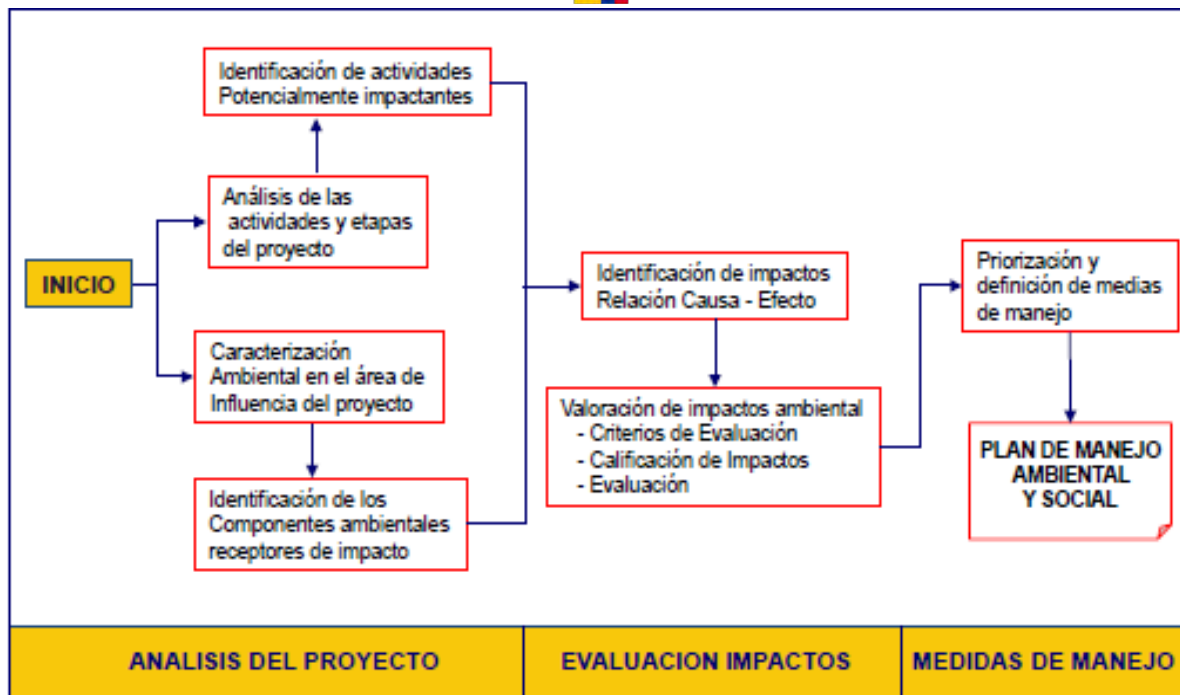 Identificación de actividades
Potencialmente impactantes
Análisis de las
actividades y etapas
del proyecto
INICIO
Caracterización
Ambiental en el área de
Influencia del proyecto
Identificación de los
Componentes ambientales
receptores de impacto
Identificación de impactos
Relación Causa - Efecto
Valoración de impactos ambiental
- Criterios de Evaluación
- Calificación de Impactos
- Evaluación
Priorización y
definición de medias
de manejo
PLAN DE MANEJO
AMBIENTAL
Y SOCIAL
ANALISIS DEL PROYECTO
EVALUACION IMPACTOS
MEDIDAS DE MANEJO